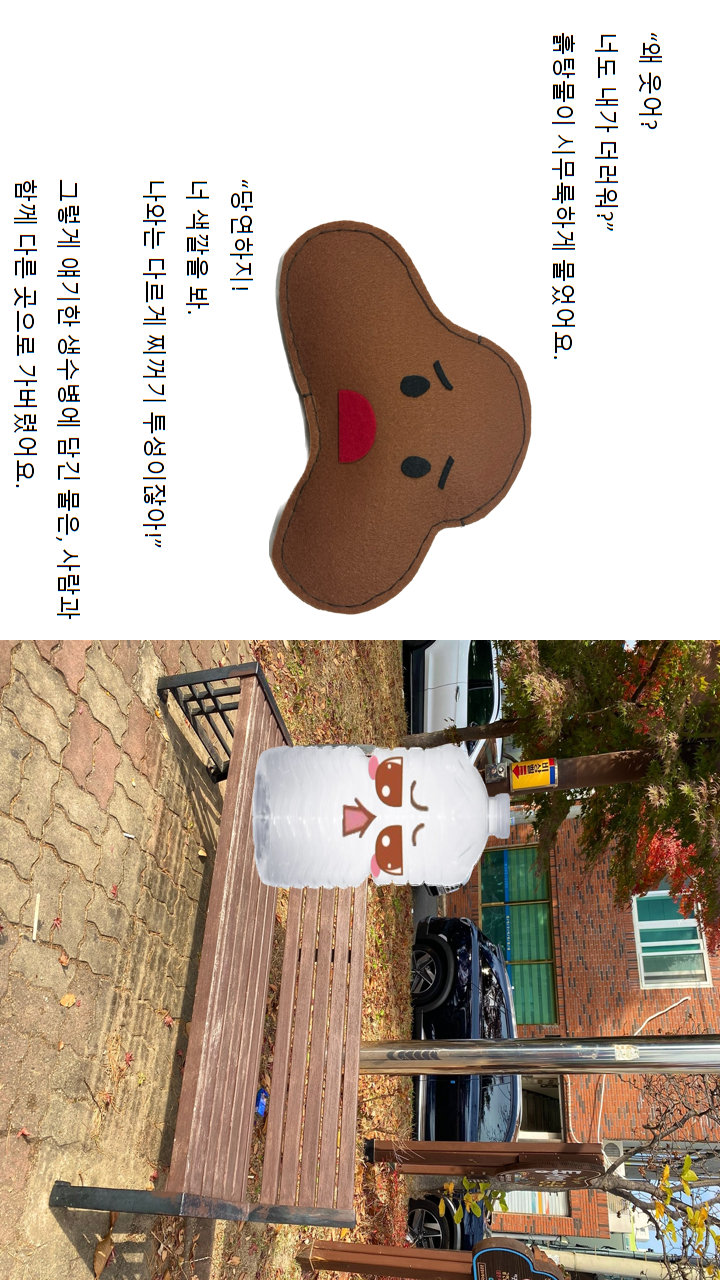 “왜 웃어?
너도 내가 더러워?”
흙탕물이 시무룩하게 물었어요.
“당연하지!
너 색깔을 봐.
나와는 다르게 찌꺼기 투성이잖아!”
그렇게 얘기한 생수병에 담긴 물은, 사람과
함께 다른 곳으로 가버렸어요.